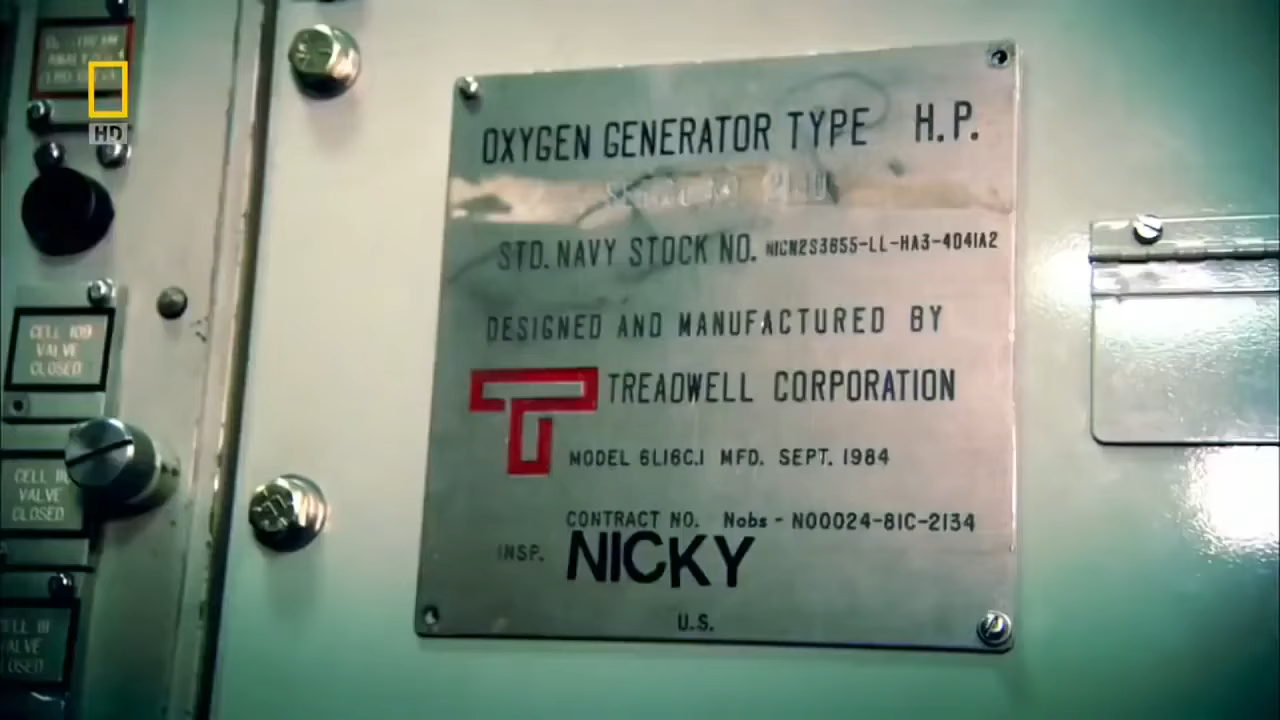 HD
OXYGEN GENERATOR TYPE H.P.
STD. NAVY STOCK NO. NICN2S3655-LL-HA3-4041A2
DESIGNED AND MANUFACTURED BY
TREADWELL CORPORATION
MODEL 6L16C.1 MFD. SEPT. 1984
CONTRACT NO. Nobs - N00024-81C-2134
INSP. NICKY
U.S.
CELL 109
VALVE
CLOSED
CELL
VALVE
CLOSED